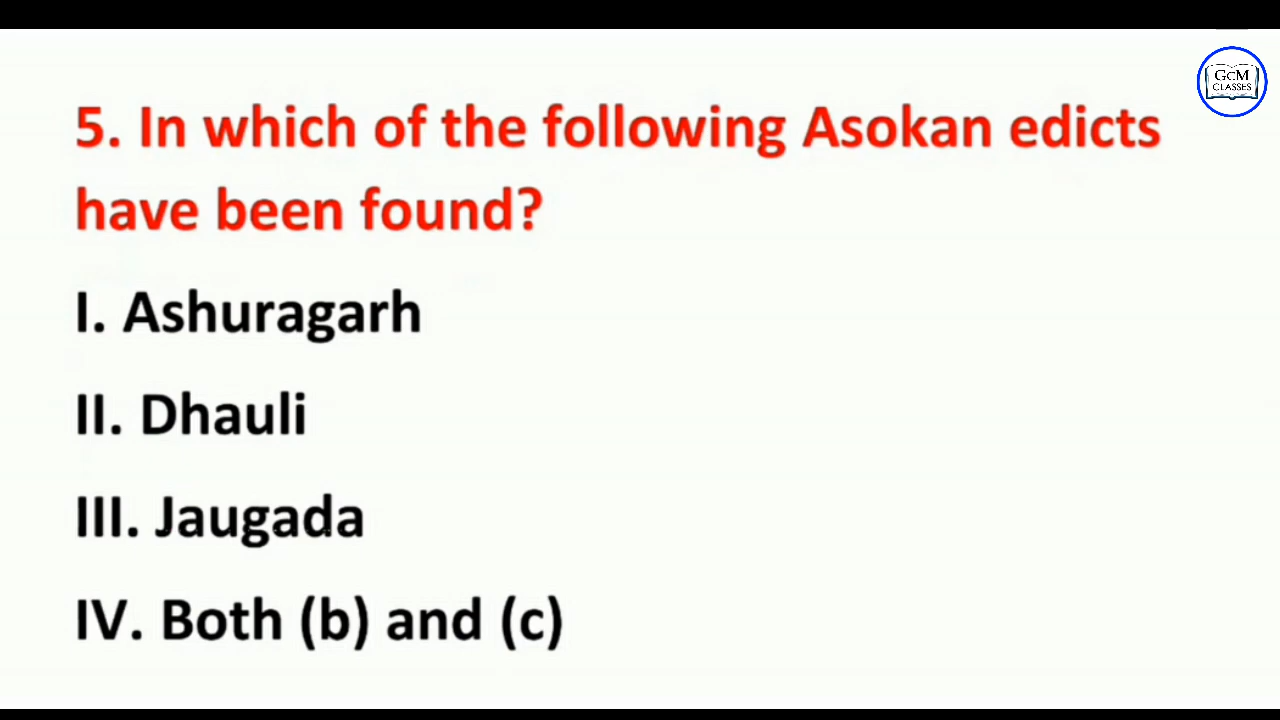 GCM
CLASSES
5. In which of the following Asokan edicts
have been found?
I. Ashuragarh
II. Dhauli
III. Jaugada
IV. Both (b) and (c)